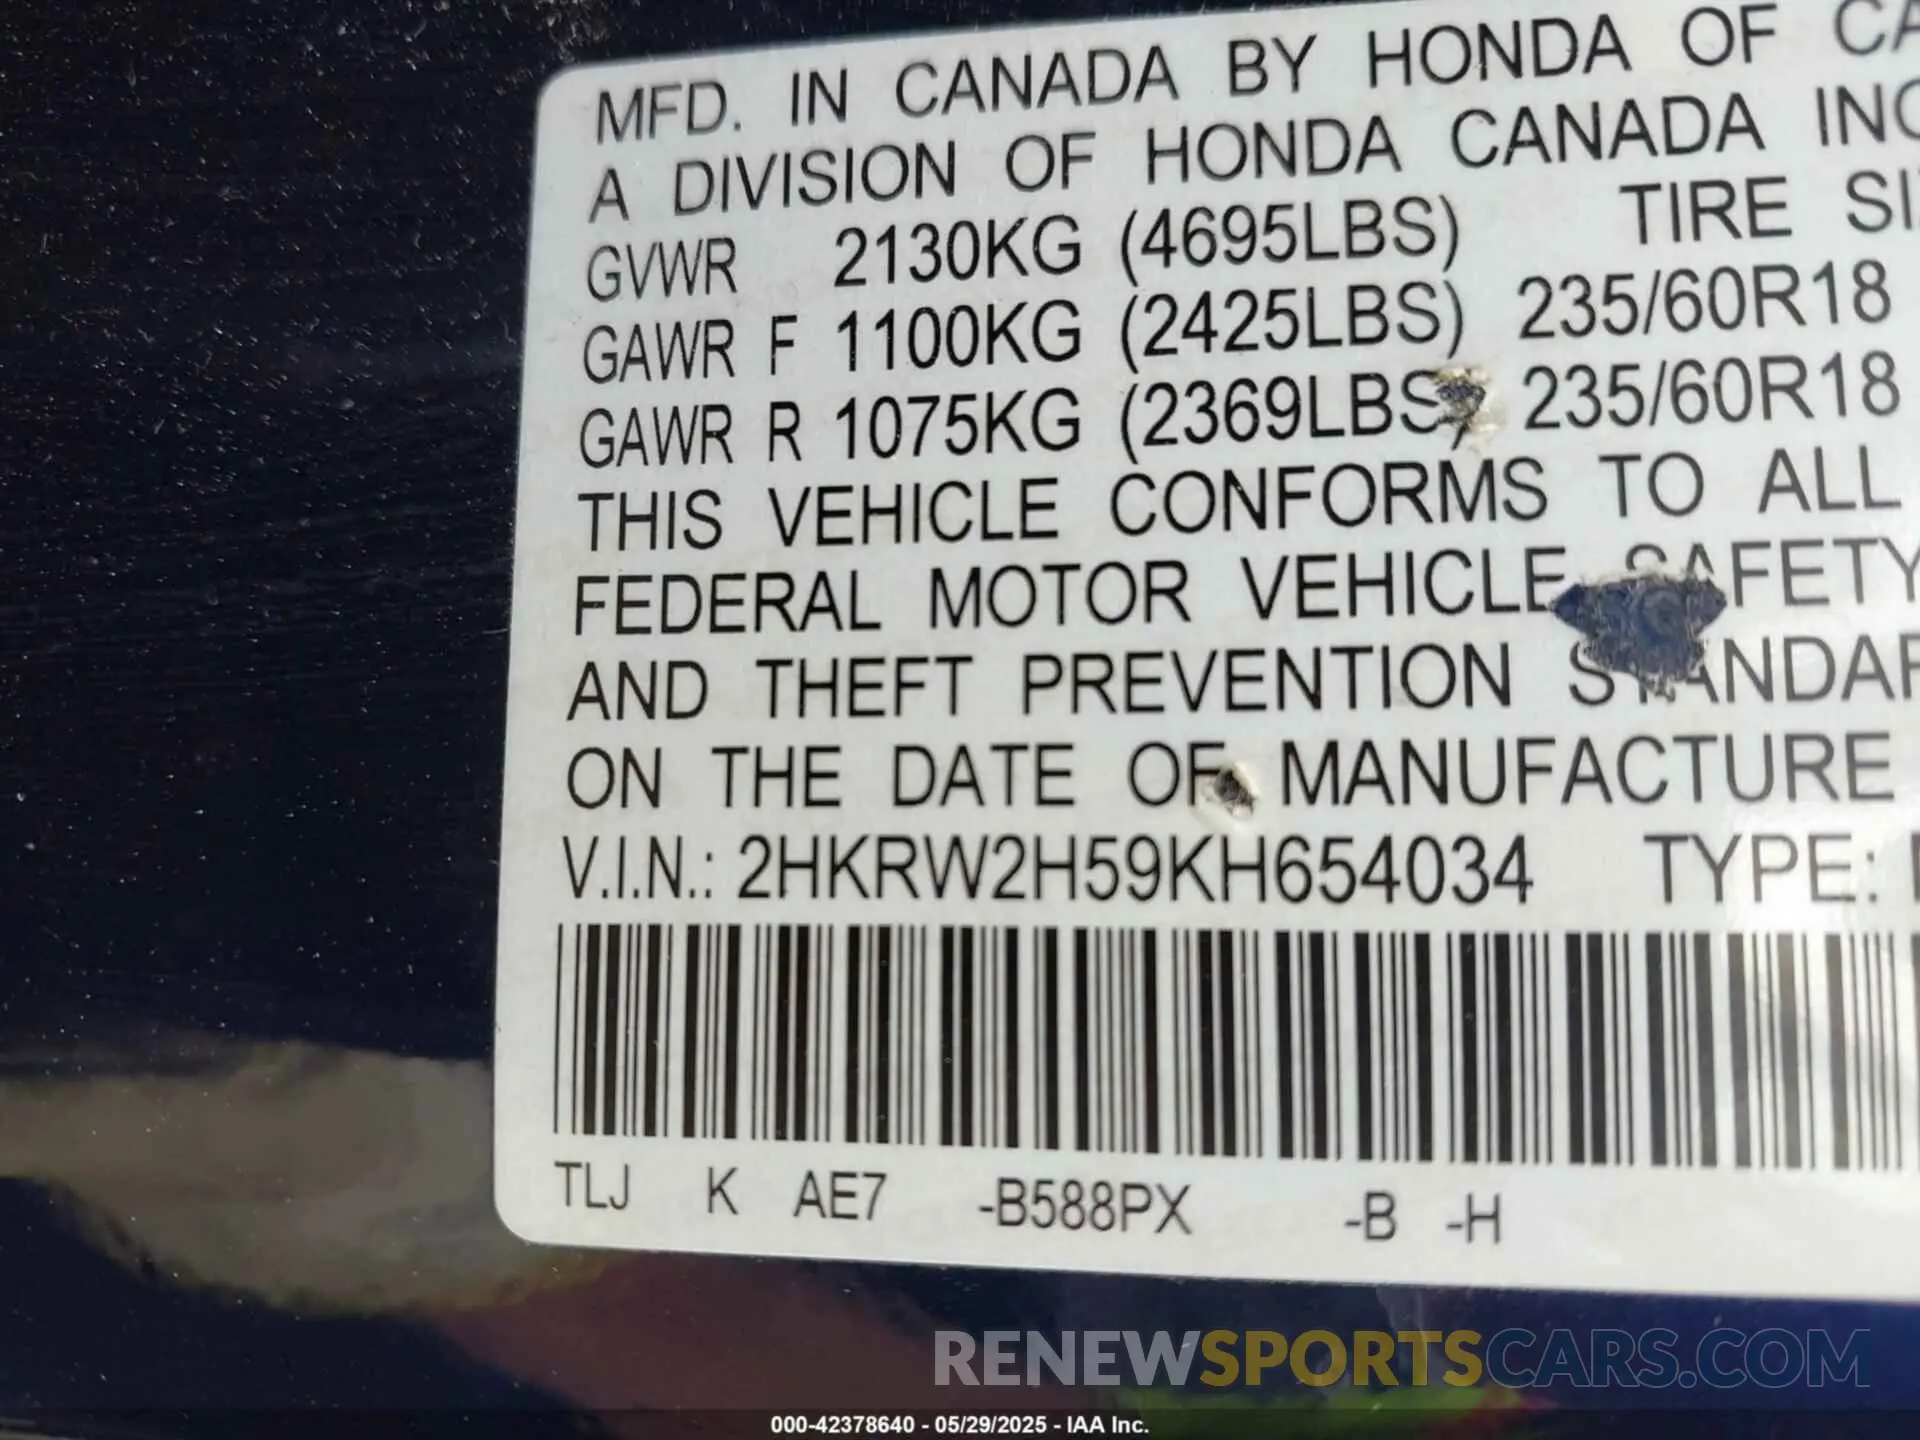 MFD. IN CANADA BY HONDA OF
A DIVISION OF HONDA CANADA INC
GVWR 2130KG (4695LBS) TIRE
GAWR F 1100KG (2425LBS) 235/60R18
GAWR R 1075KG (2369LBS) 235/60R18
THIS VEHICLE CONFORMS TO ALL
FEDERAL MOTOR VEHICLE SAFETY
AND THEFT PREVENTION
ON THE DATE OF MANUFACTURE
V.I.N.: 2HKRW2H59KH654034 TYPE:
TLJ K AE7 -B588PX -B -H
RENEWSPORTSCARS.COM
000-42378640 - 05/29/2025 - IAA Inc.